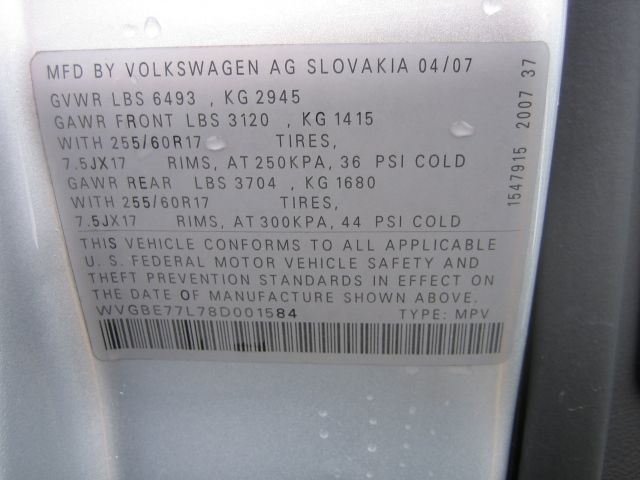 MFD BY VOLKSWAGEN AG SLOVAKIA 04/07
GVWR LBS 6493 , KG 2945
GAWR FRONT LBS 3120 , KG 1415
WITH 255/60R17 TIRES,
7.5JX17 RIMS, AT 250KPA, 36 PSI COLD
GAWR REAR LBS 3704 , KG 1680
WITH 255/60R17 TIRES,
7.5JX17 RIMS, AT 300KPA, 44 PSI COLD
THIS VEHICLE CONFORMS TO ALL APPLICABLE
U. S. FEDERAL MOTOR VEHICLE SAFETY AND
THEFT PREVENTION STANDARDS IN EFFECT ON
THE DATE OF MANUFACTURE SHOWN ABOVE.
WVGBE77L78D001584 TYPE: MPV
1547915 2007 37